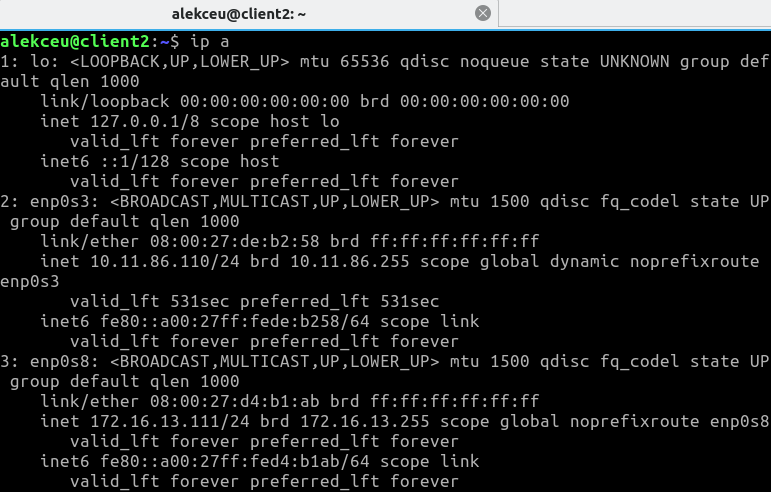 alekceu@client2: ~
alekceu@client2:~$ ip a
1: lo: <LOOPBACK,UP,LOWER_UP> mtu 65536 qdisc noqueue state UNKNOWN group def
ault qlen 1000
    link/loopback 00:00:00:00:00:00 brd 00:00:00:00:00:00
    inet 127.0.0.1/8 scope host lo
       valid_lft forever preferred_lft forever
    inet6 ::1/128 scope host
       valid_lft forever preferred_lft forever
2: enp0s3: <BROADCAST,MULTICAST,UP,LOWER_UP> mtu 1500 qdisc fq_codel state UP
 group default qlen 1000
    link/ether 08:00:27:de:b2:58 brd ff:ff:ff:ff:ff:ff
    inet 10.11.86.110/24 brd 10.11.86.255 scope global dynamic noprefixroute
enp0s3
       valid_lft 531sec preferred_lft 531sec
    inet6 fe80::a00:27ff:fede:b258/64 scope link
       valid_lft forever preferred_lft forever
3: enp0s8: <BROADCAST,MULTICAST,UP,LOWER_UP> mtu 1500 qdisc fq_codel state UP
 group default qlen 1000
    link/ether 08:00:27:d4:b1:ab brd ff:ff:ff:ff:ff:ff
    inet 172.16.13.111/24 brd 172.16.13.255 scope global noprefixroute enp0s8
       valid_lft forever preferred_lft forever
    inet6 fe80::a00:27ff:fed4:b1ab/64 scope link
       valid_lft forever preferred_lft forever